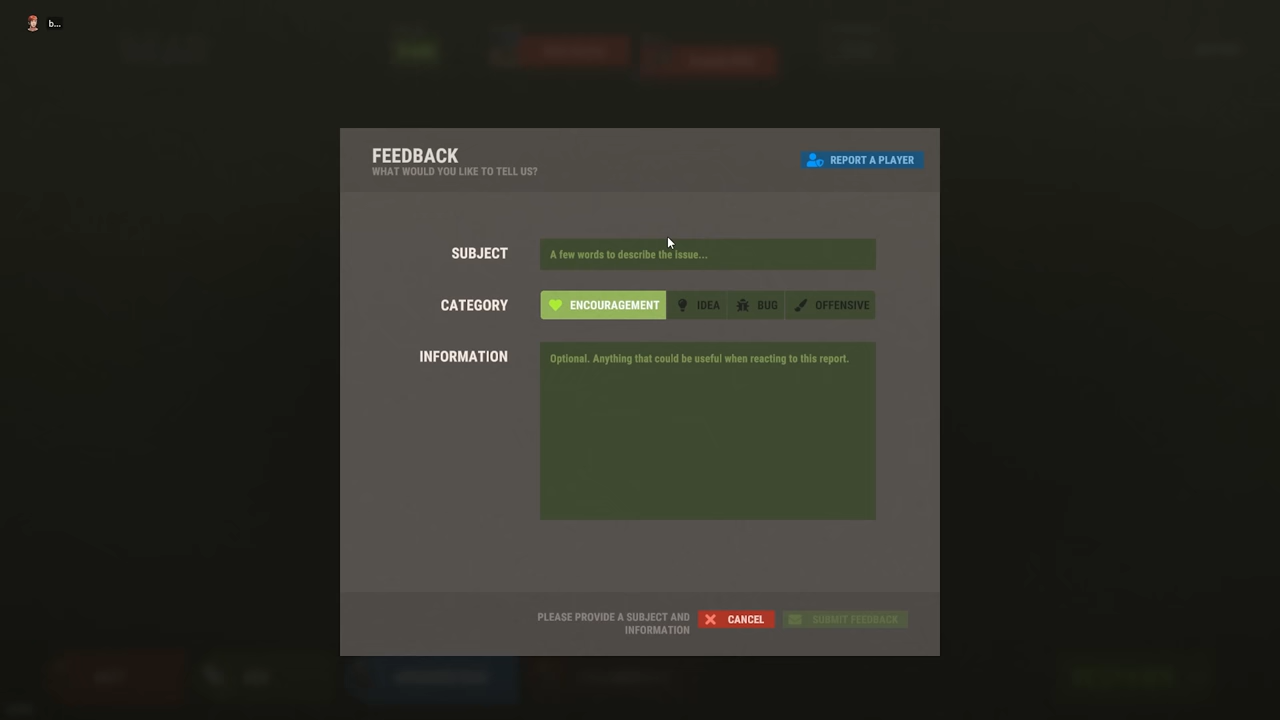 b...
FEEDBACK
WHAT WOULD YOU LIKE TO TELL US?
REPORT A PLAYER
SUBJECT
A few words to describe the issue...
CATEGORY
ENCOURAGEMENT
IDEA
BUG
OFFENSIVE
INFORMATION
Optional. Anything that could be useful when reacting to this report.
PLEASE PROVIDE A SUBJECT AND
INFORMATION
CANCEL
SUBMIT FEEDBACK